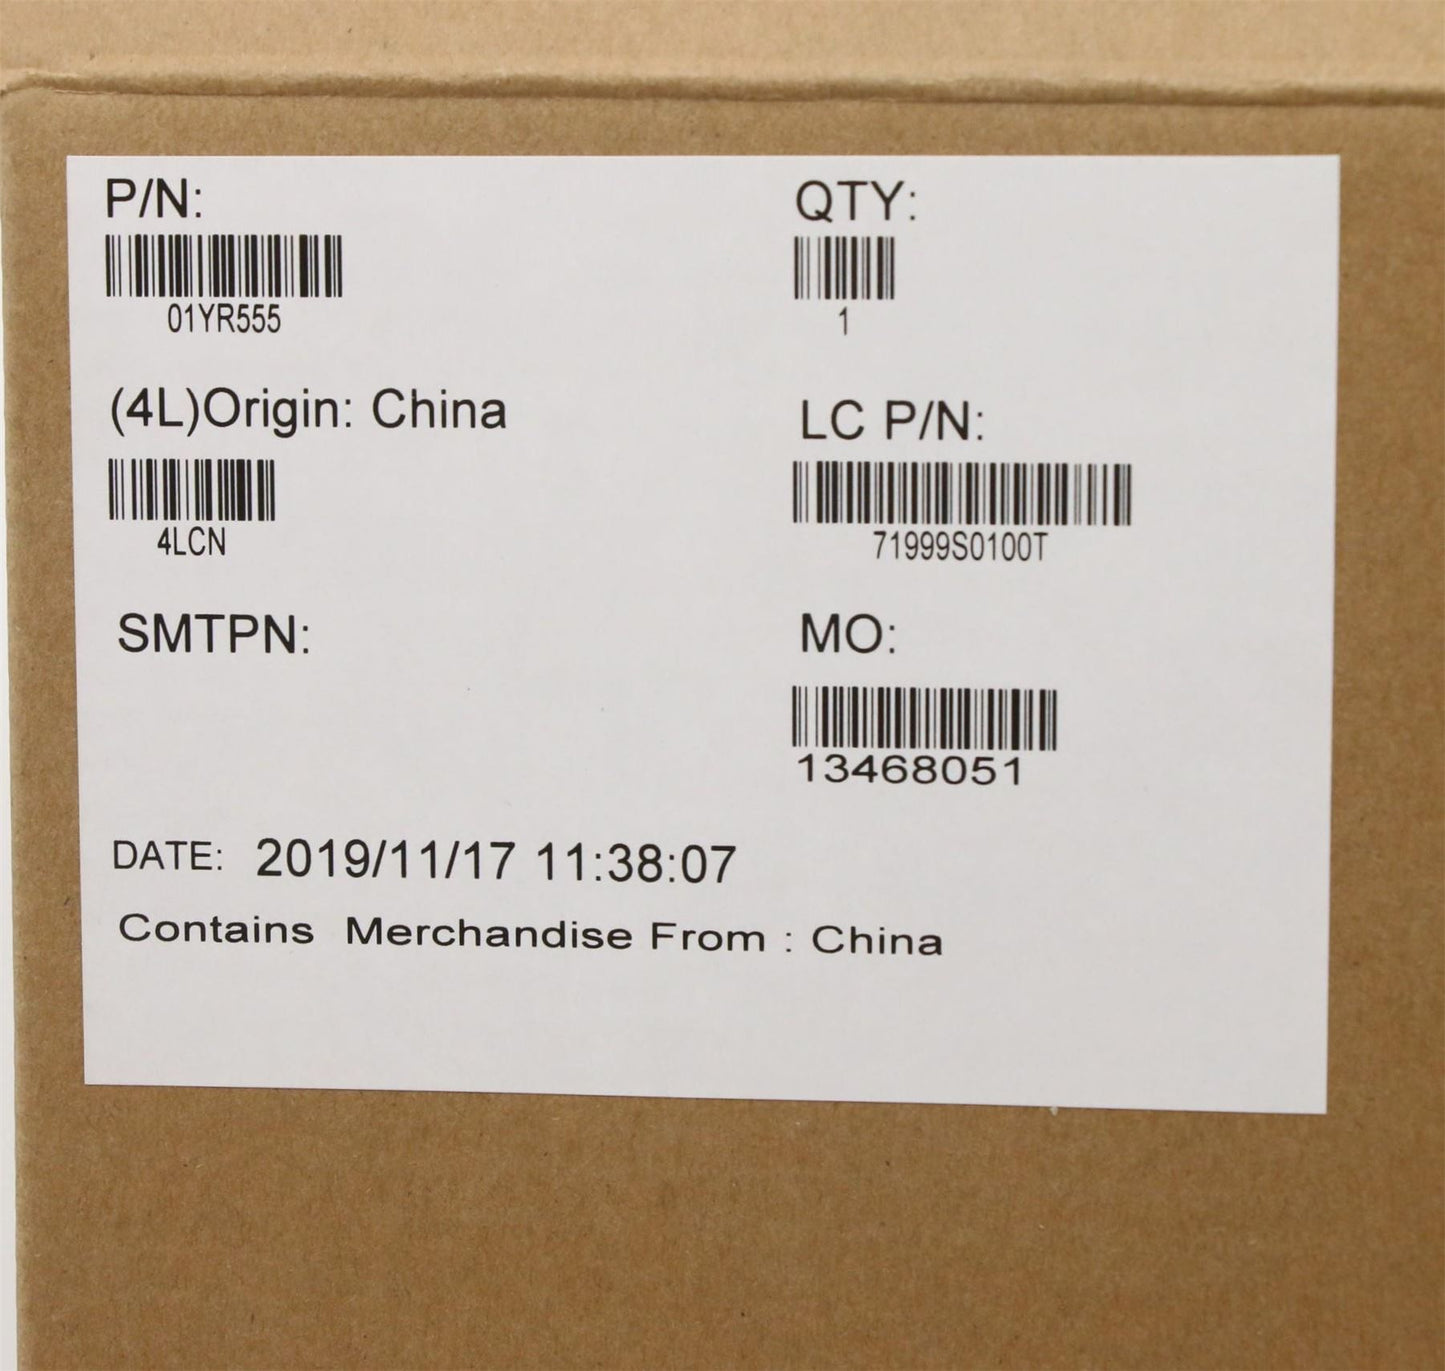 P/N:
01YR555
QTY:
1
(4L)Origin: China
4LCN
LC P/N:
71999S0100T
SMTPN:
MO:
13468051
DATE: 2019/11/17 11:38:07
Contains Merchandise From : China